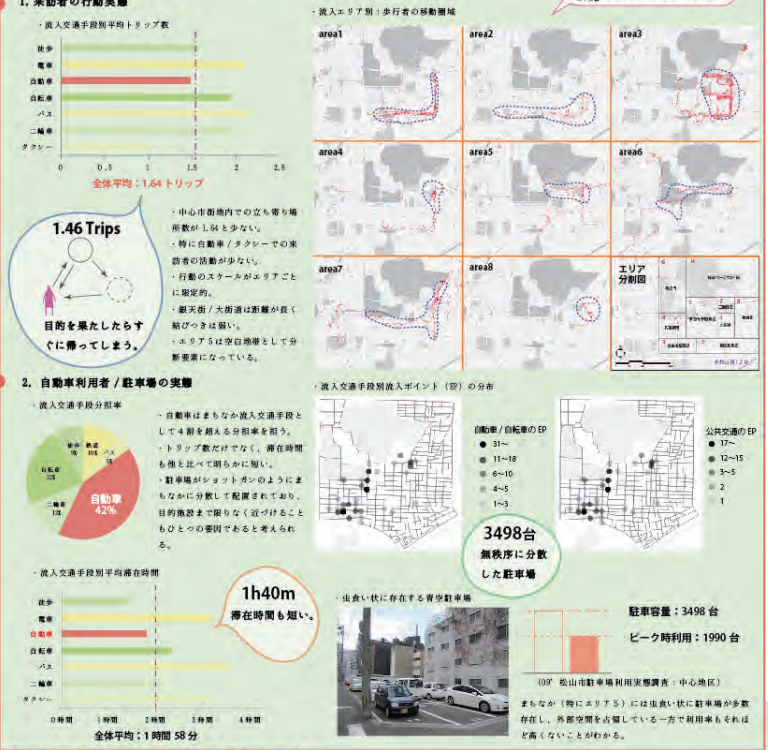 1. 来訪者の行動実態
・流入交通手段別平均トリップ数
徒歩
電車
自動車
自転車
バス
二輪車
タクシー
0
0.5
1
1.5
2
2.5
全体平均：1.64 トリップ
1.46 Trips
目的を果たしたらす
ぐに帰ってしまう。
・中心市街地内での立ち寄り場
所数が 1.64 と少ない。
・特に自動車 / タクシーでの来
訪者の活動が少ない。
・行動のスケールがエリアごと
に限定的。
・銀天街 / 大街道は距離が長く
結びつきは弱い。
・エリア５は空白地帯として分
断要素になっている。
・流入エリア別：歩行者の移動圏域
area1
area2
area3
area4
area5
area6
area7
area8
エリア
分割図
2. 自動車利用者 / 駐車場の実態
・流入交通手段分担率
徒歩
鉄道
バス
自転車
二輪車
自動車
42%
・自動車はまちなか流入交通手段と
して４割を超える分担率を担う。
・トリップ数だけでなく、滞在時間
も他と比べて明らかに短い。
・駐車場がショットガンのようにま
ちなかに分散して配置されており、
目的施設まで限りなく近づけること
もひとつの要因であると考えられ
る。
・流入交通手段別流入ポイント（EP）の分布
自動車 / 自転車の EP
31～
11～18
6～10
4～5
1～3
公共交通の EP
17～
12～15
3～5
2
1
3498台
無秩序に分散
した駐車場
・流入交通手段別平均滞在時間
徒歩
電車
自動車
自転車
バス
二輪車
タクシー
0 時間
1 時間
2 時間
3 時間
4 時間
全体平均：1 時間 58 分
1h40m
滞在時間も短い。
・虫食い状に存在する青空駐車場
駐車容量：3498 台
ピーク時利用：1990 台
（09' 松山市駐車場利用実態調査：中心地区）
まちなか（特にエリア５）には虫食い状に駐車場が多数
存在し、外部空間を占領している一方で利用率もそれほ
ど高くないことがわかる。